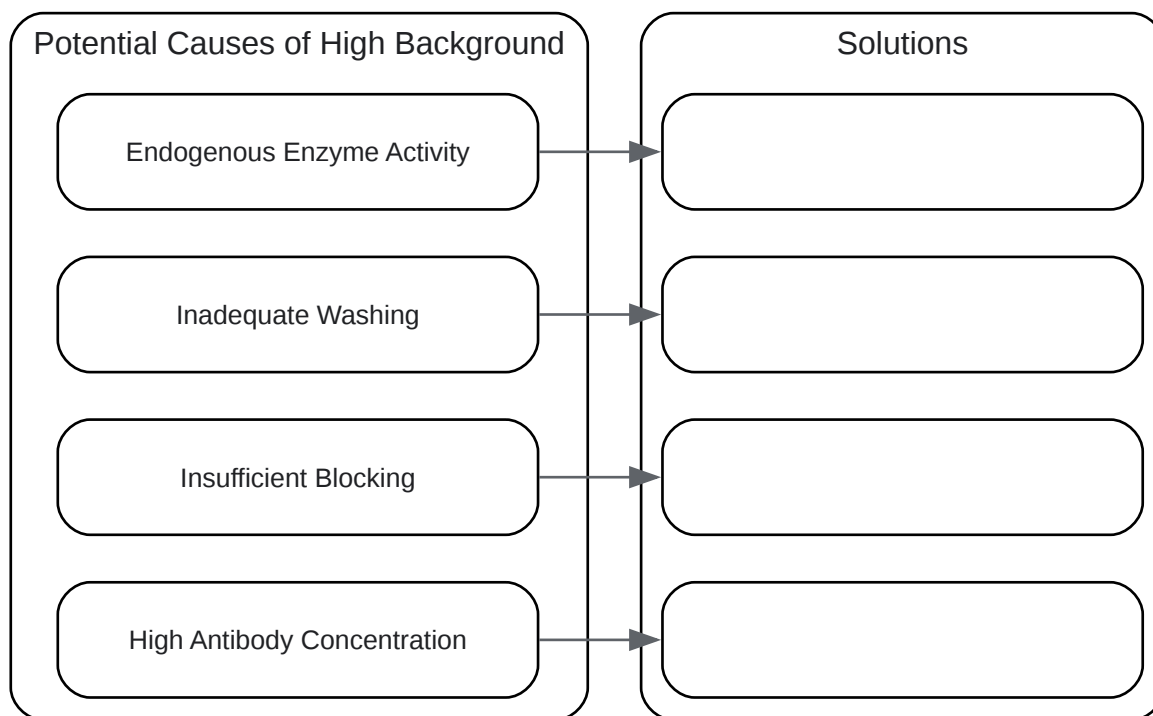 Potential Causes of High Background
Solutions
Endogenous Enzyme Activity
Inadequate Washing
Insufficient Blocking
High Antibody Concentration